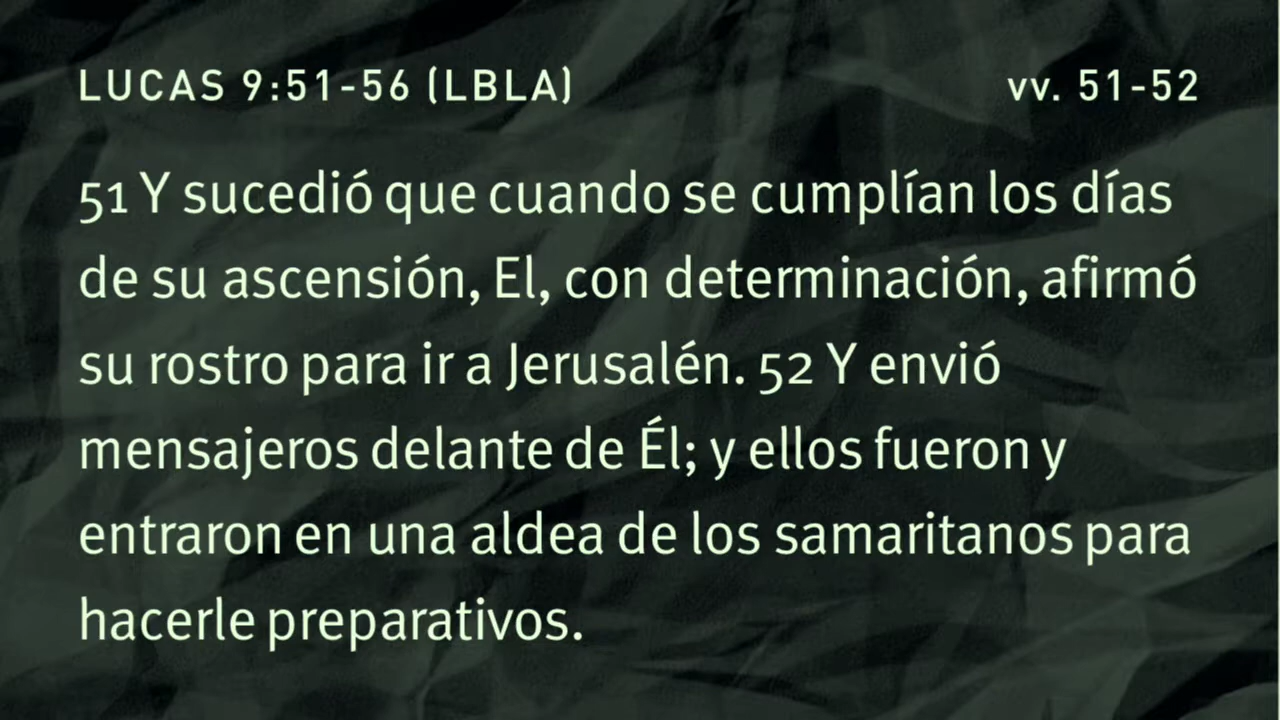 LUCAS 9:51-56 (LBLA) vv. 51-52
51 Y sucedió que cuando se cumplían los días
de su ascensión, El, con determinación, afirmó
su rostro para ir a Jerusalén. 52 Y envió
mensajeros delante de Él; y ellos fueron y
entraron en una aldea de los samaritanos para
hacerle preparativos.